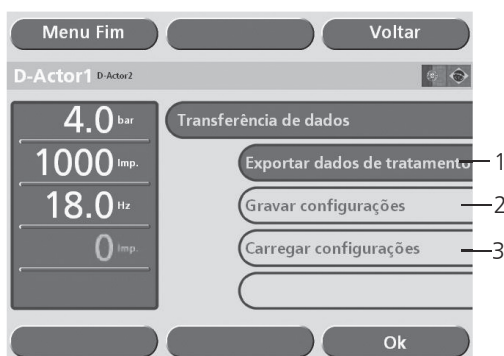 Menu Fim
Voltar
D-Actor1 D-Actor2
4.0 bar
1000 Imp.
18.0 Hz
0 Imp.
Transferência de dados
Exportar dados de tratamento 1
Gravar configurações 2
Carregar configurações 3
Ok